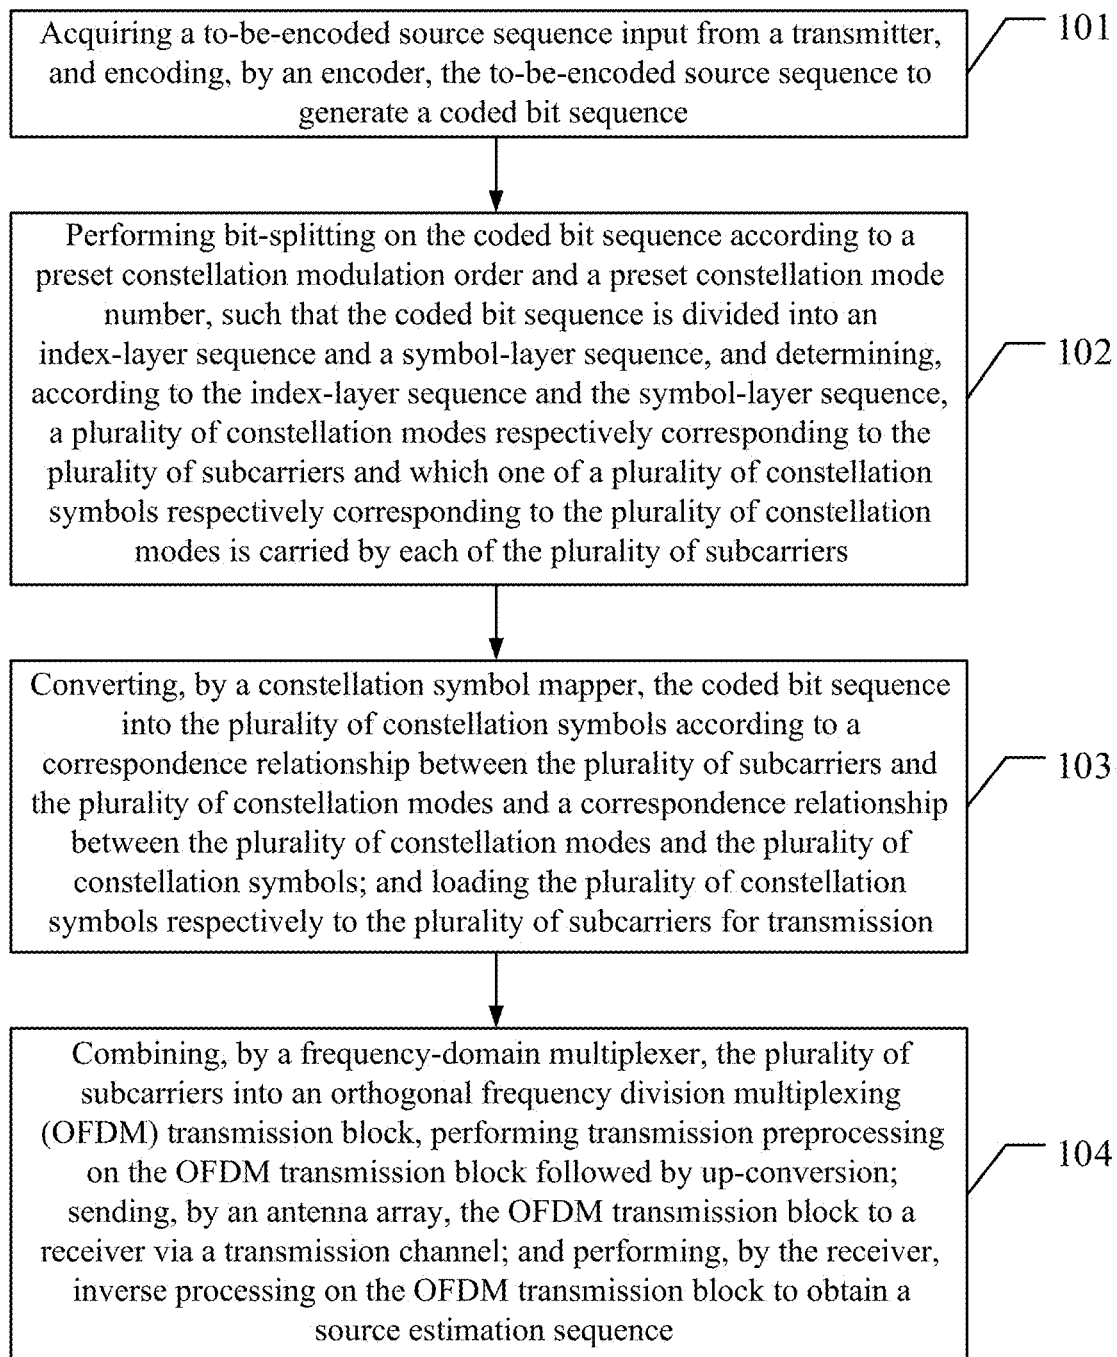 Acquiring a to-be-encoded source sequence input from a transmitter,
and encoding, by an encoder, the to-be-encoded source sequence to
generate a coded bit sequence
101
Performing bit-splitting on the coded bit sequence according to a
preset constellation modulation order and a preset constellation mode
number, such that the coded bit sequence is divided into an
index-layer sequence and a symbol-layer sequence, and determining,
according to the index-layer sequence and the symbol-layer sequence,
a plurality of constellation modes respectively corresponding to the
plurality of subcarriers and which one of a plurality of constellation
symbols respectively corresponding to the plurality of constellation
modes is carried by each of the plurality of subcarriers
102
Converting, by a constellation symbol mapper, the coded bit sequence
into the plurality of constellation symbols according to a
correspondence relationship between the plurality of subcarriers and
the plurality of constellation modes and a correspondence relationship
between the plurality of constellation modes and the plurality of
constellation symbols; and loading the plurality of constellation
symbols respectively to the plurality of subcarriers for transmission
103
Combining, by a frequency-domain multiplexer, the plurality of
subcarriers into an orthogonal frequency division multiplexing
(OFDM) transmission block, performing transmission preprocessing
on the OFDM transmission block followed by up-conversion;
sending, by an antenna array, the OFDM transmission block to a
receiver via a transmission channel; and performing, by the receiver,
inverse processing on the OFDM transmission block to obtain a
source estimation sequence
104